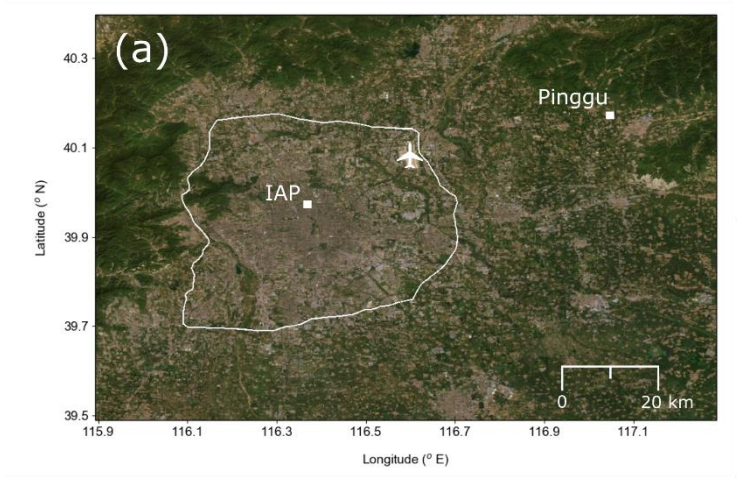 (a)
40.3
Pinggu
40.1
IAP
Latitude (° N)
39.9
39.7
0 20 km
39.5
115.9 116.1 116.3 116.5 116.7 116.9 117.1
Longitude (° E)